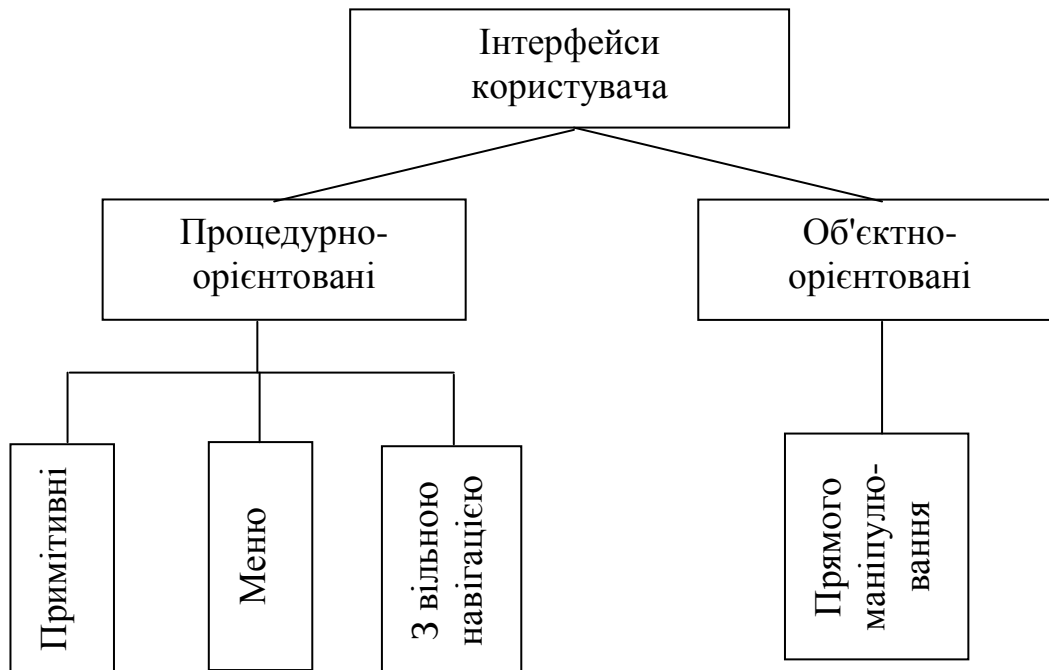 Інтерфейси
користувача
Процедурно-
орієнтовані
Об'єктно-
орієнтовані
Примітивні
Меню
З вільною
навігацією
Прямого
маніпулю-
вання